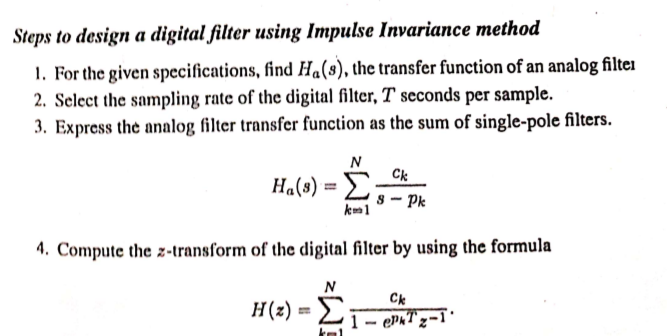 Steps to design a digital filter using Impulse Invariance method
1. For the given specifications, find Hₐ(s), the transfer function of an analog filter
2. Select the sampling rate of the digital filter, T seconds per sample.
3. Express the analog filter transfer function as the sum of single-pole filters.
Hₐ(s) = ∑_{k=1}^{N} cₖ / (s − pₖ)
4. Compute the z-transform of the digital filter by using the formula
H(z) = ∑_{k=1}^{N} cₖ / (1 − e^{pₖT} z^{−1}).